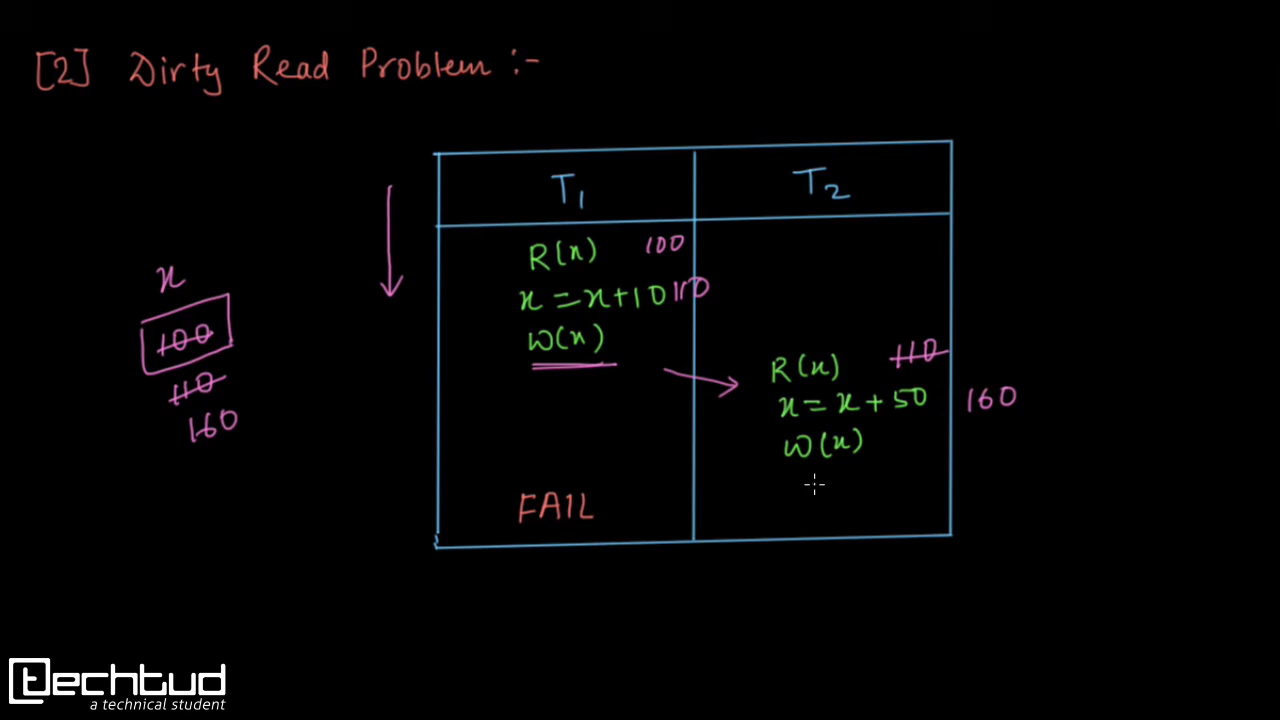 [2] Dirty Read Problem :-
T1 T2
R(x) 100
x = x+10 110
W(x)
R(x) 110
x = x + 50 160
W(x)
FAIL
x
100
110
160
techtud
a technical student